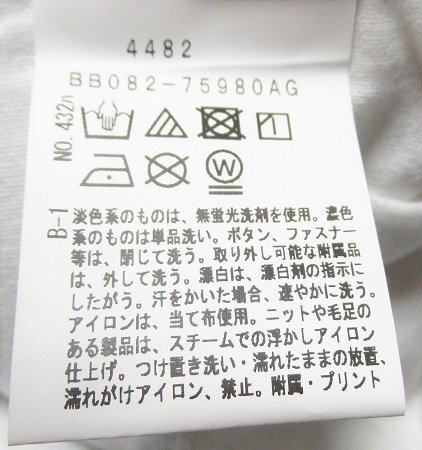 4482
BB082-75980AG
NO. 432ハ
W
B-1
淡色系のものは、無蛍光洗剤を使用。濃色
系のものは単品洗い。ボタン、ファスナー
等は、閉じて洗う。取り外し可能な附属品
は、外して洗う。漂白は、漂白剤の指示に
したがう。汗をかいた場合、速やかに洗う。
アイロンは、当て布使用。ニットや毛足の
ある製品は、スチームでの浮かしアイロン
仕上げ。つけ置き洗い・濡れたままの放置、
濡れがけアイロン、禁止。附属・プリント